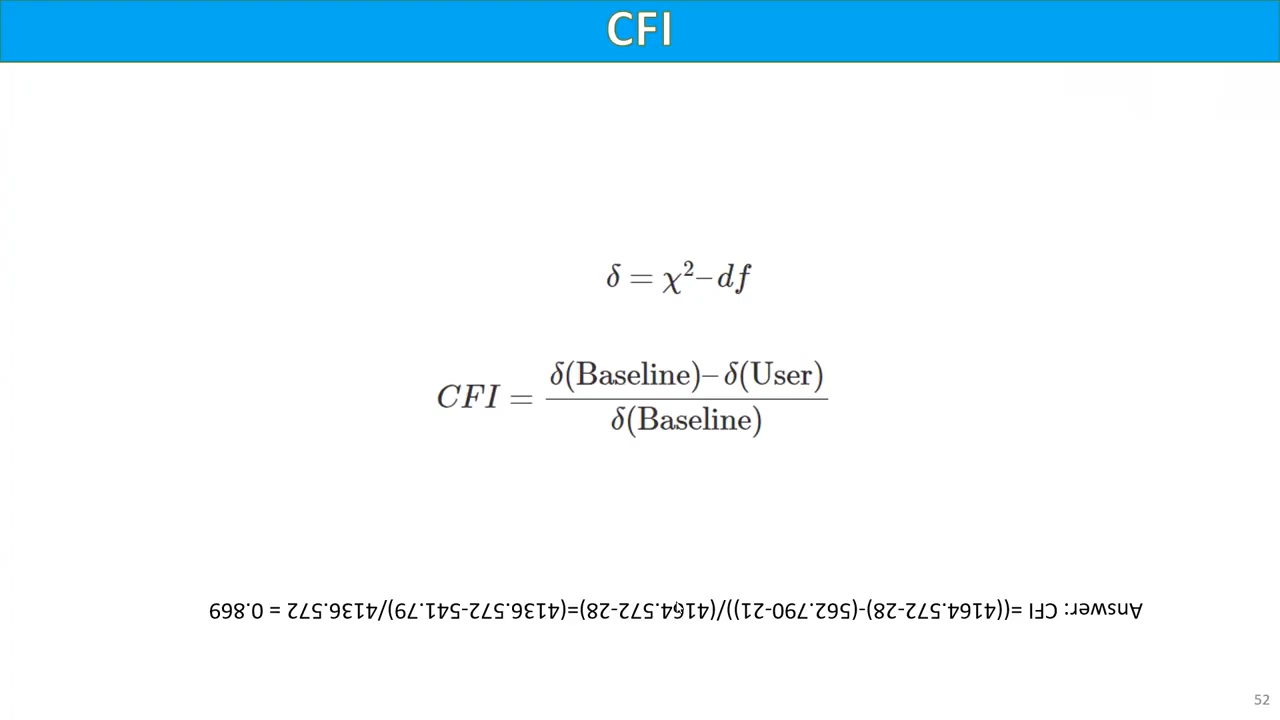 CFI
δ = χ²– df
CFI = δ(Baseline)– δ(User) / δ(Baseline)
Answer: CFI =((4164.572-28)-(562.790-21))/(4164.572-28)=(4136.572-541.79)/4136.572 = 0.869
52